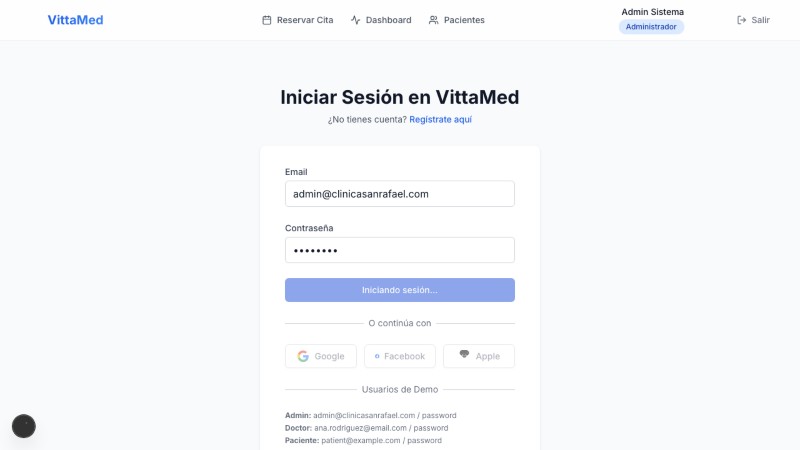 VittaMed
Reservar Cita
Dashboard
Pacientes
Admin Sistema
Administrador
Salir
Iniciar Sesión en VittaMed
¿No tienes cuenta? Regístrate aquí
Email
admin@clinicasanrafael.com
Contraseña
••••••••
Iniciando sesión...
O continúa con
Google
Facebook
Apple
Usuarios de Demo
Admin: admin@clinicasanrafael.com / password
Doctor: ana.rodriguez@email.com / password
Paciente: patient@example.com / password